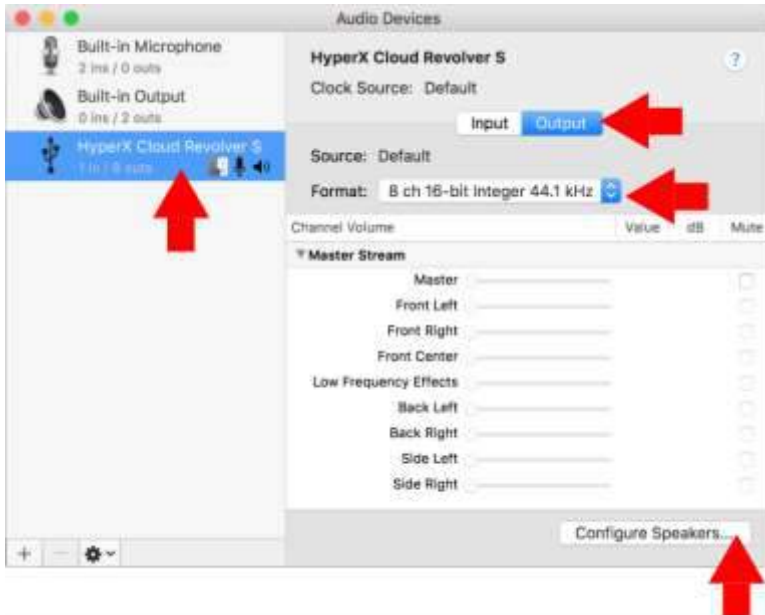 Audio Devices
Built-in Microphone
2 ins / 0 outs
Built-in Output
0 ins / 2 outs
HyperX Cloud Revolver S
1 in / 8 outs
HyperX Cloud Revolver S
?
Clock Source: Default
Input Output
Source: Default
Format: 8 ch 16-bit Integer 44.1 kHz
Channel Volume Value dB Mute
Master Stream
Master
Front Left
Front Right
Front Center
Low Frequency Effects
Back Left
Back Right
Side Left
Side Right
Configure Speakers...